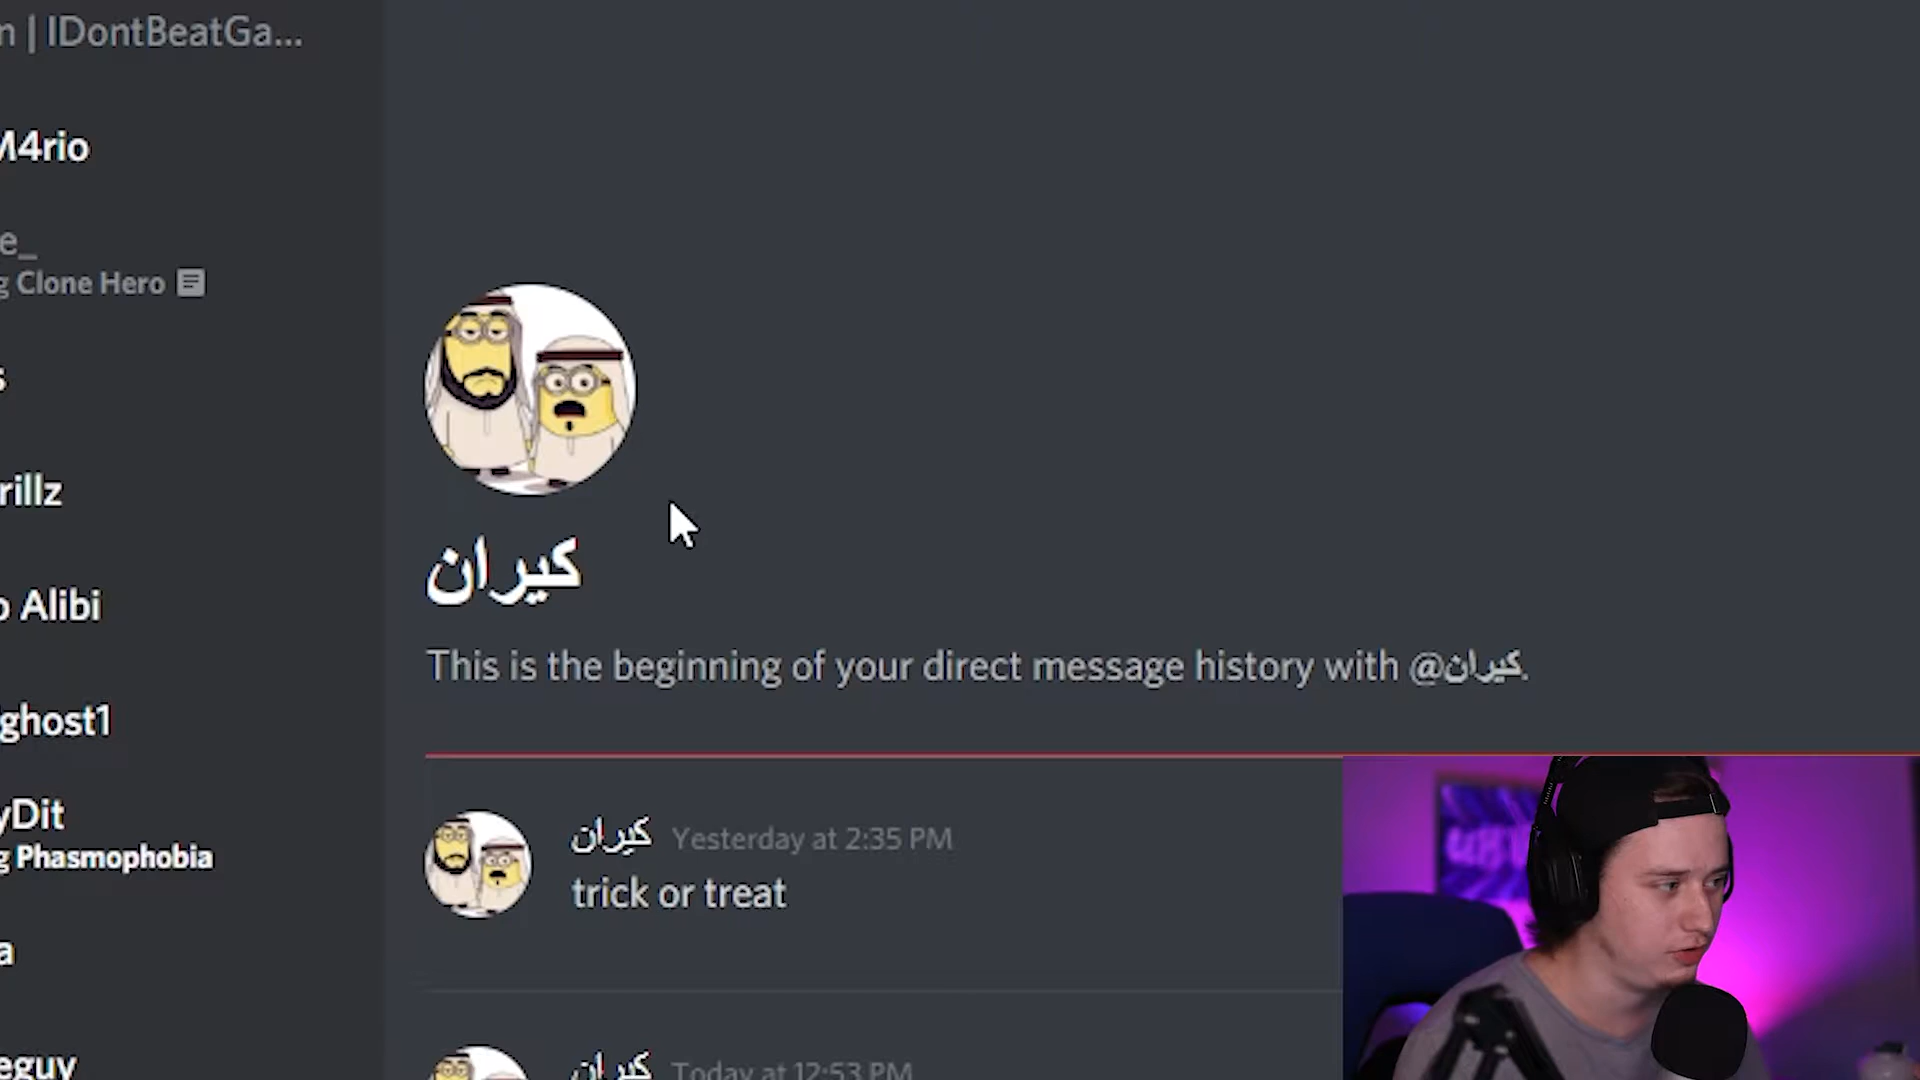 n | IDontBeatGa...
M4rio
e_
g Clone Hero
s
rillz
o Alibi
ghost1
yDit
g Phasmophobia
a
eguy
كيران
This is the beginning of your direct message history with @كيران.
كيران Yesterday at 2:35 PM
trick or treat
كيران Today at 12:53 PM